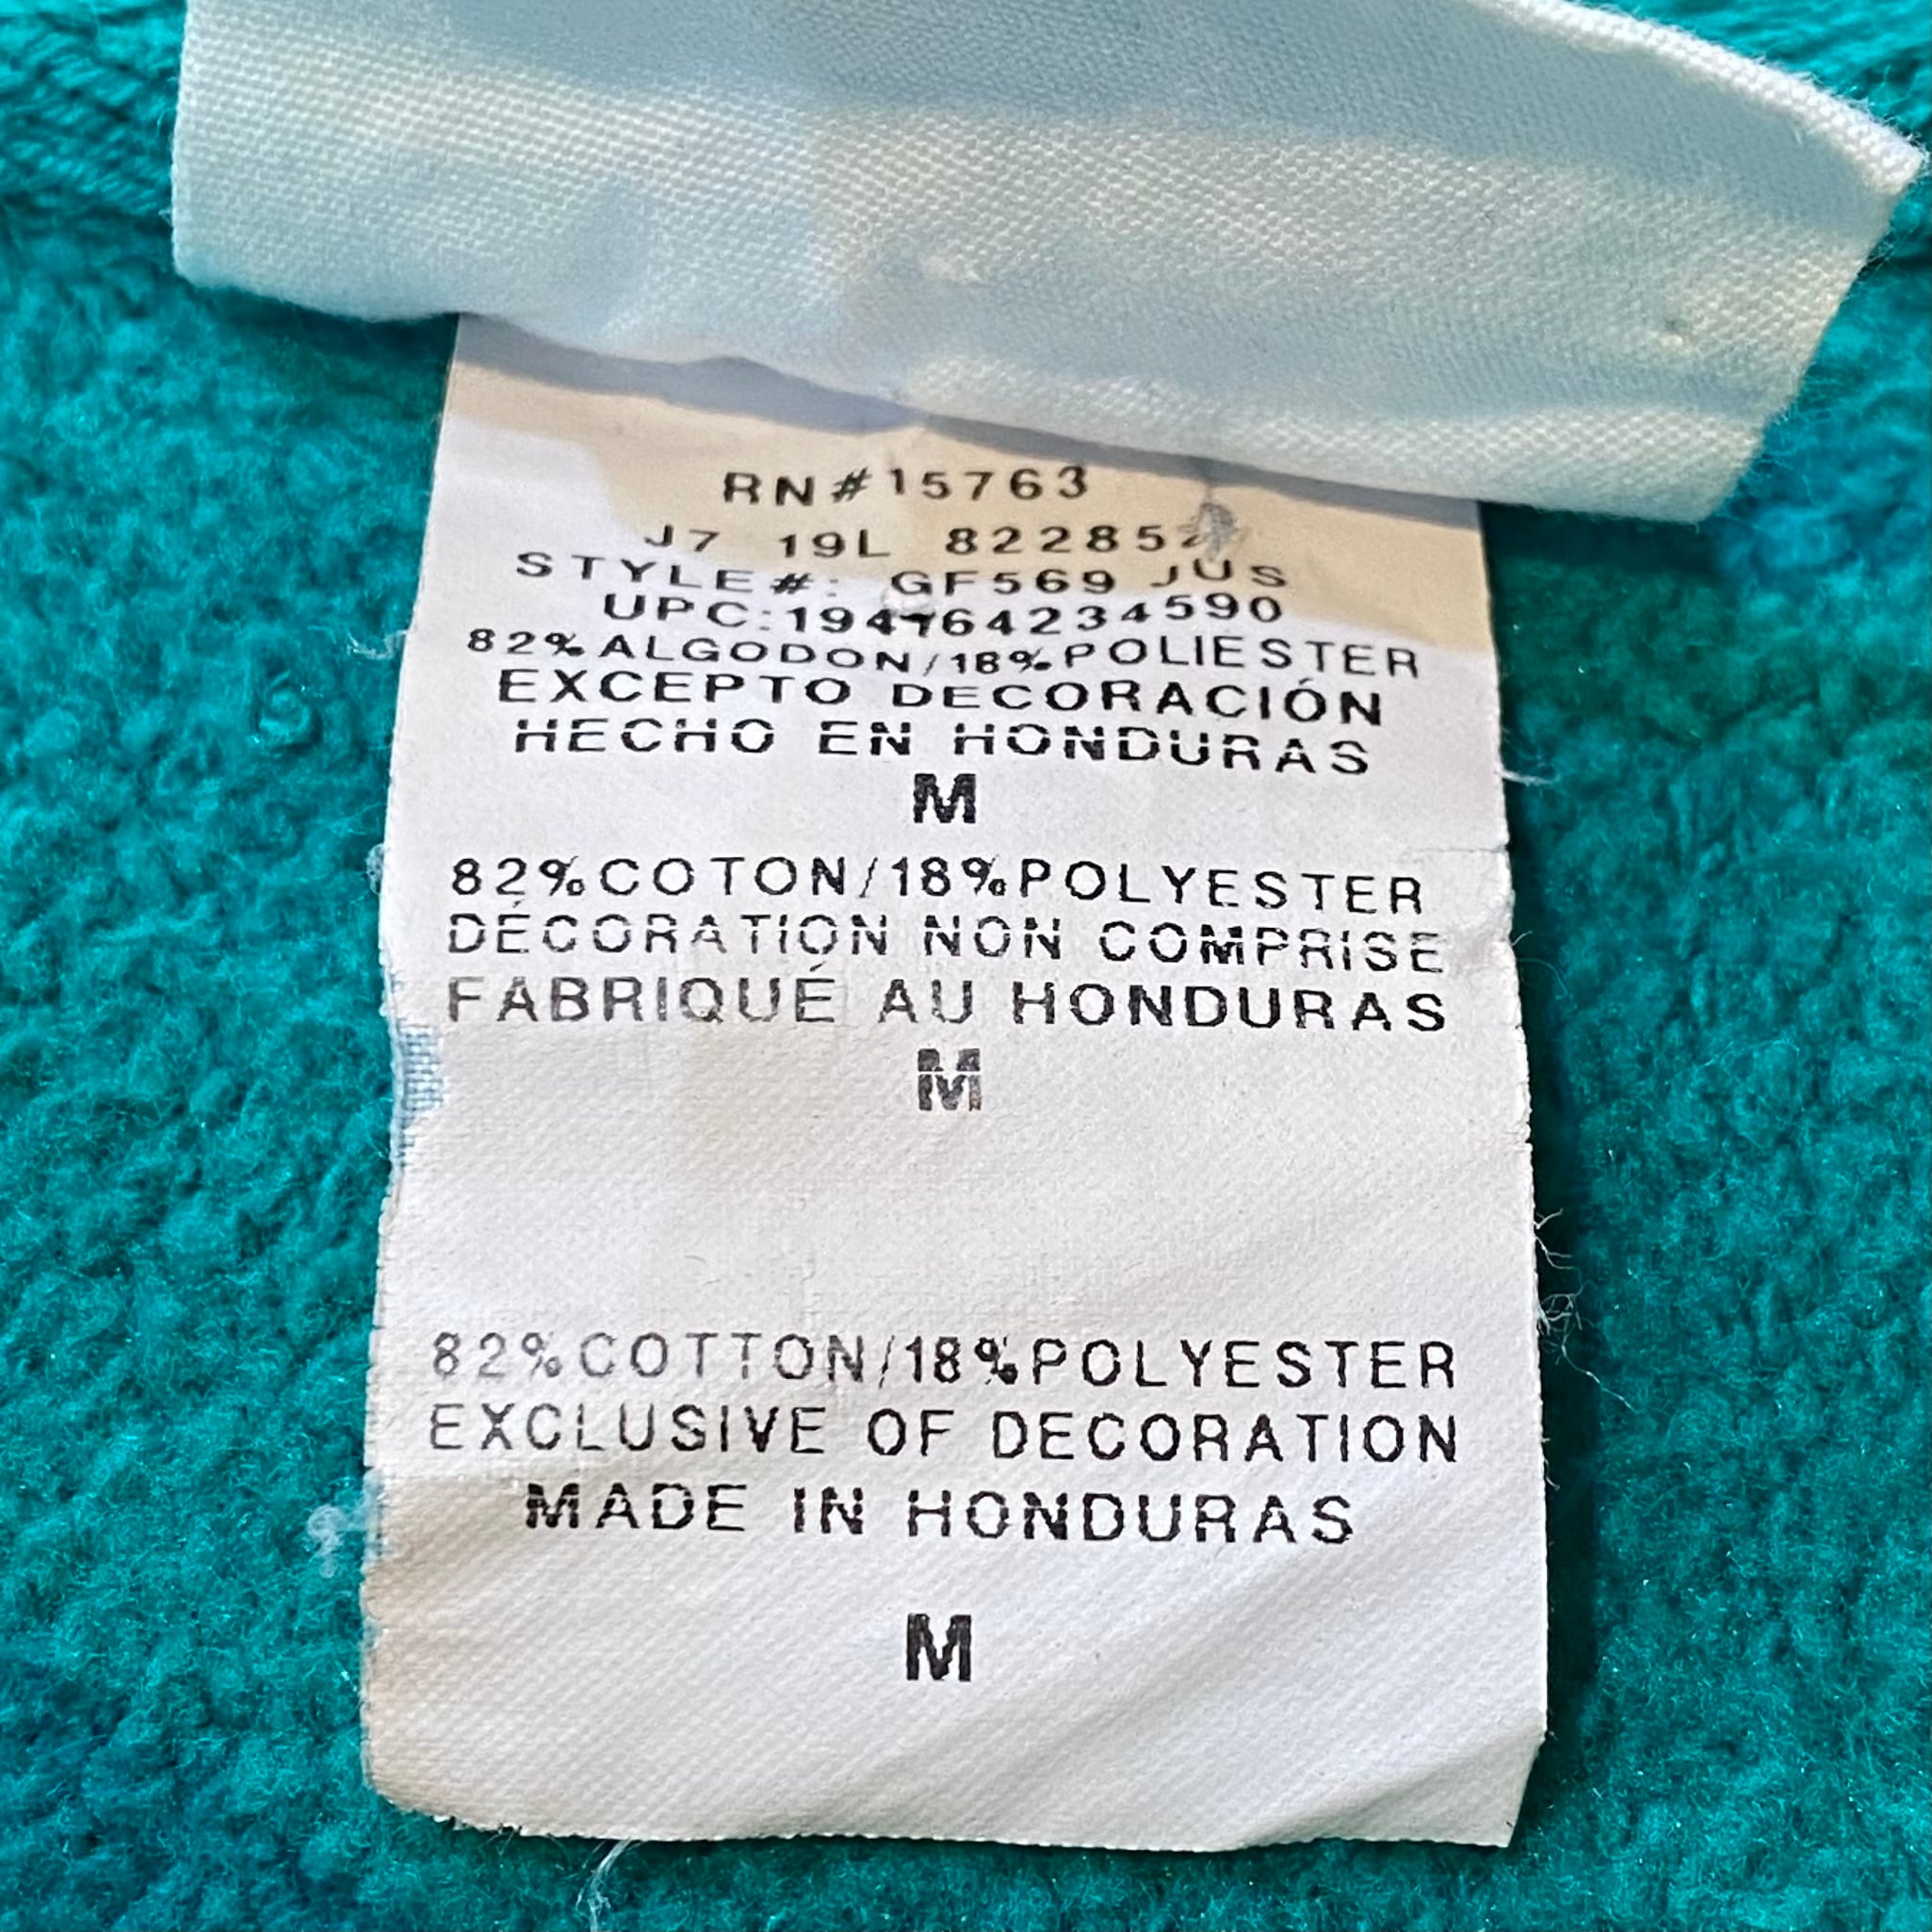 RN#15763
J7 19L
STYLE#: GF569 JUS
UPC:194764234590
82%ALGODON/18%POLIESTER
EXCEPTO DECORACIÓN
HECHO EN HONDURAS
M
82%COTON/18%POLYESTER
DÉCORATION NON COMPRISE
FABRIQUÉ AU HONDURAS
M
82%COTTON/18%POLYESTER
EXCLUSIVE OF DECORATION
MADE IN HONDURAS
M